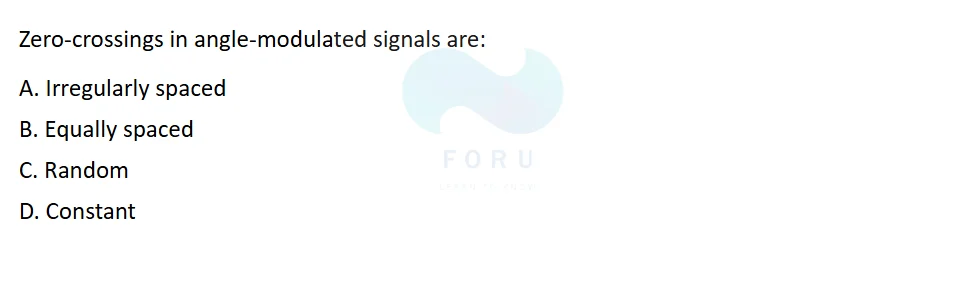 Zero-crossings in angle-modulated signals are:
A. Irregularly spaced
B. Equally spaced
C. Random
D. Constant
FORU